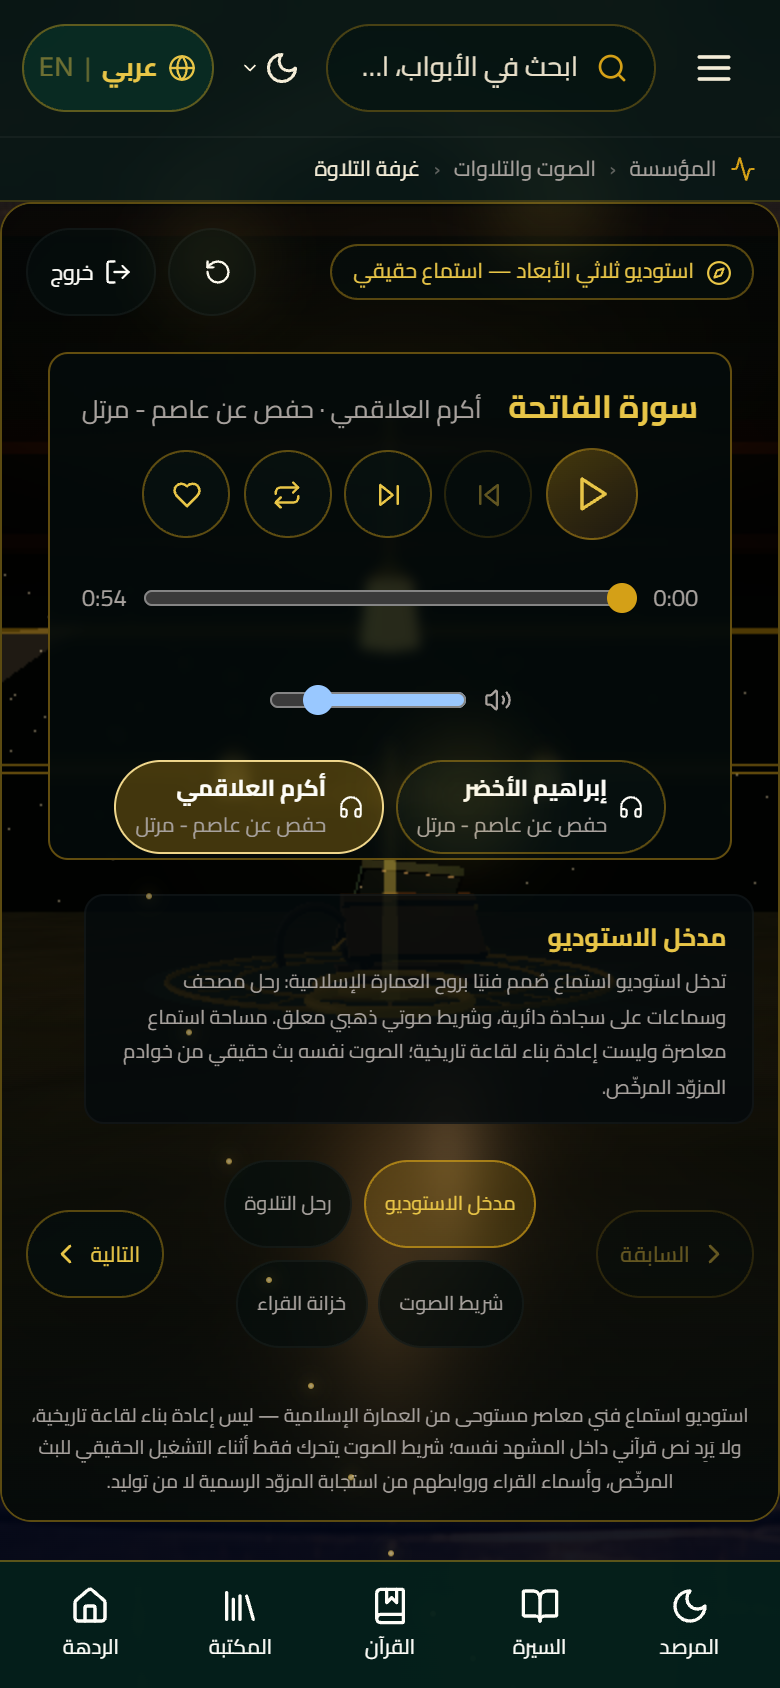 ابحث في الأبواب، ا...
عربي | EN
المؤسسة › الصوت والتلاوات › غرفة التلاوة
استوديو ثلاثي الأبعاد — استماع حقيقي
خروج
سورة الفاتحة أكرم العلاقمي · حفص عن عاصم - مرتل
0:00
0:54
إبراهيم الأخضر
حفص عن عاصم - مرتل
أكرم العلاقمي
حفص عن عاصم - مرتل
مدخل الاستوديو
تدخل استوديو استماع صُمم فنيًا بروح العمارة الإسلامية: رحل مصحف
وسماعات على سجادة دائرية، وشريط صوتي ذهبي معلق. مساحة استماع
معاصرة وليست إعادة بناء لقاعة تاريخية؛ الصوت نفسه بث حقيقي من خوادم
المزوّد المرخّص.
السابقة
مدخل الاستوديو
رحل التلاوة
شريط الصوت
خزانة القراء
التالية
استوديو استماع فني معاصر مستوحى من العمارة الإسلامية — ليس إعادة بناء لقاعة تاريخية،
ولا يَرِد نص قرآني داخل المشهد نفسه؛ شريط الصوت يتحرك فقط أثناء التشغيل الحقيقي للبث
المرخّص، وأسماء القراء وروابطهم من استجابة المزوّد الرسمية لا من توليد.
المرصد
السيرة
القرآن
المكتبة
الردهة